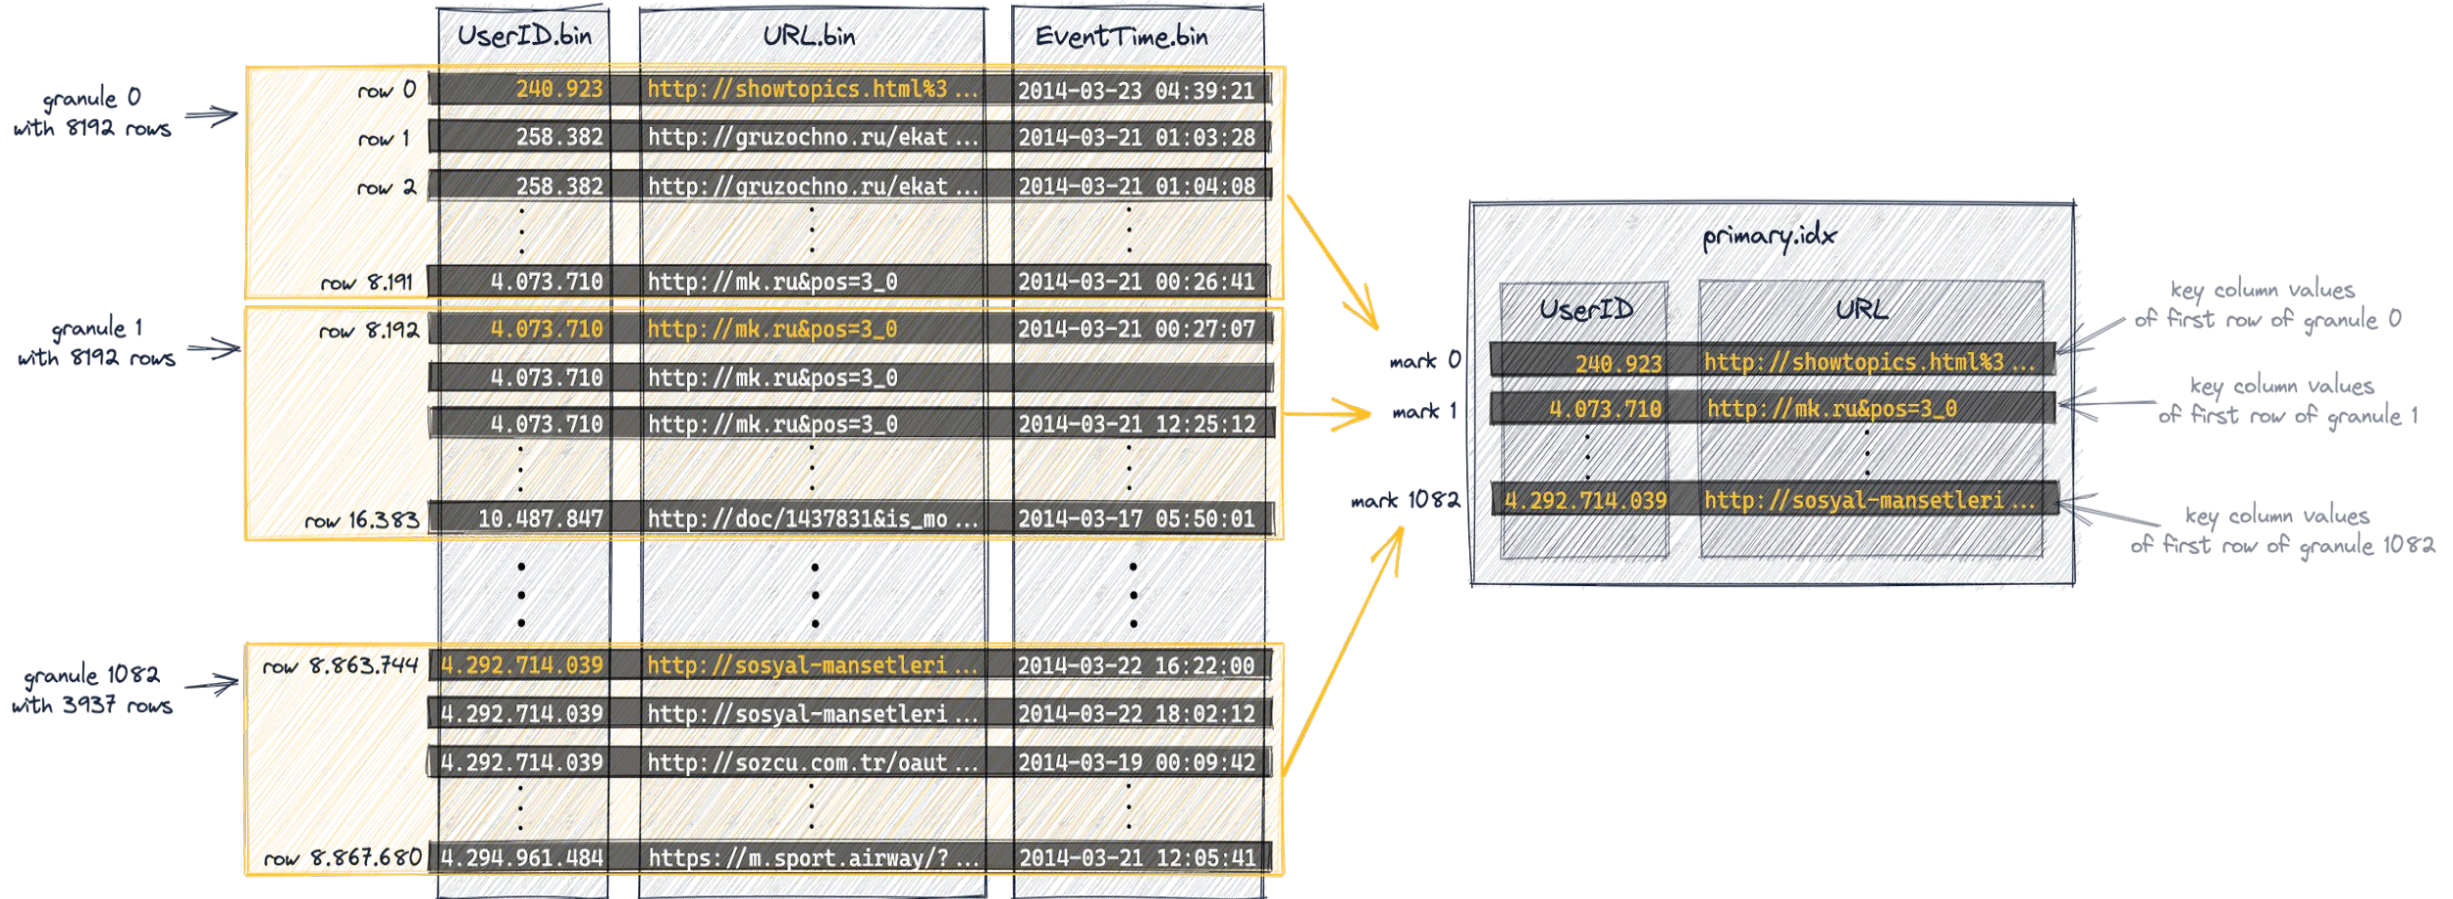 UserID.bin URL.bin EventTime.bin
granule 0
with 8192 rows
row 0 240.923 http://showtopics.html%3 ... 2014-03-23 04:39:21
row 1 258.382 http://gruzochno.ru/ekat ... 2014-03-21 01:03:28
row 2 258.382 http://gruzochno.ru/ekat ... 2014-03-21 01:04:08
row 8.191 4.073.710 http://mk.ru&pos=3_0 2014-03-21 00:26:41
granule 1
with 8192 rows
row 8.192 4.073.710 http://mk.ru&pos=3_0 2014-03-21 00:27:07
4.073.710 http://mk.ru&pos=3_0
4.073.710 http://mk.ru&pos=3_0 2014-03-21 12:25:12
row 16.383 10.487.847 http://doc/1437831&is_mo ... 2014-03-17 05:50:01
granule 1082
with 3937 rows
row 8.863.744 4.292.714.039 http://sosyal-mansetleri ... 2014-03-22 16:22:00
4.292.714.039 http://sosyal-mansetleri ... 2014-03-22 18:02:12
4.292.714.039 http://sozcu.com.tr/oaut ... 2014-03-19 00:09:42
row 8.867.680 4.294.961.484 https://m.sport.airway/? ... 2014-03-21 12:05:41
primary.idx
UserID URL
mark 0 240.923 http://showtopics.html%3 ...
mark 1 4.073.710 http://mk.ru&pos=3_0
mark 1082 4.292.714.039 http://sosyal-mansetleri ...
key column values
of first row of granule 0
key column values
of first row of granule 1
key column values
of first row of granule 1082